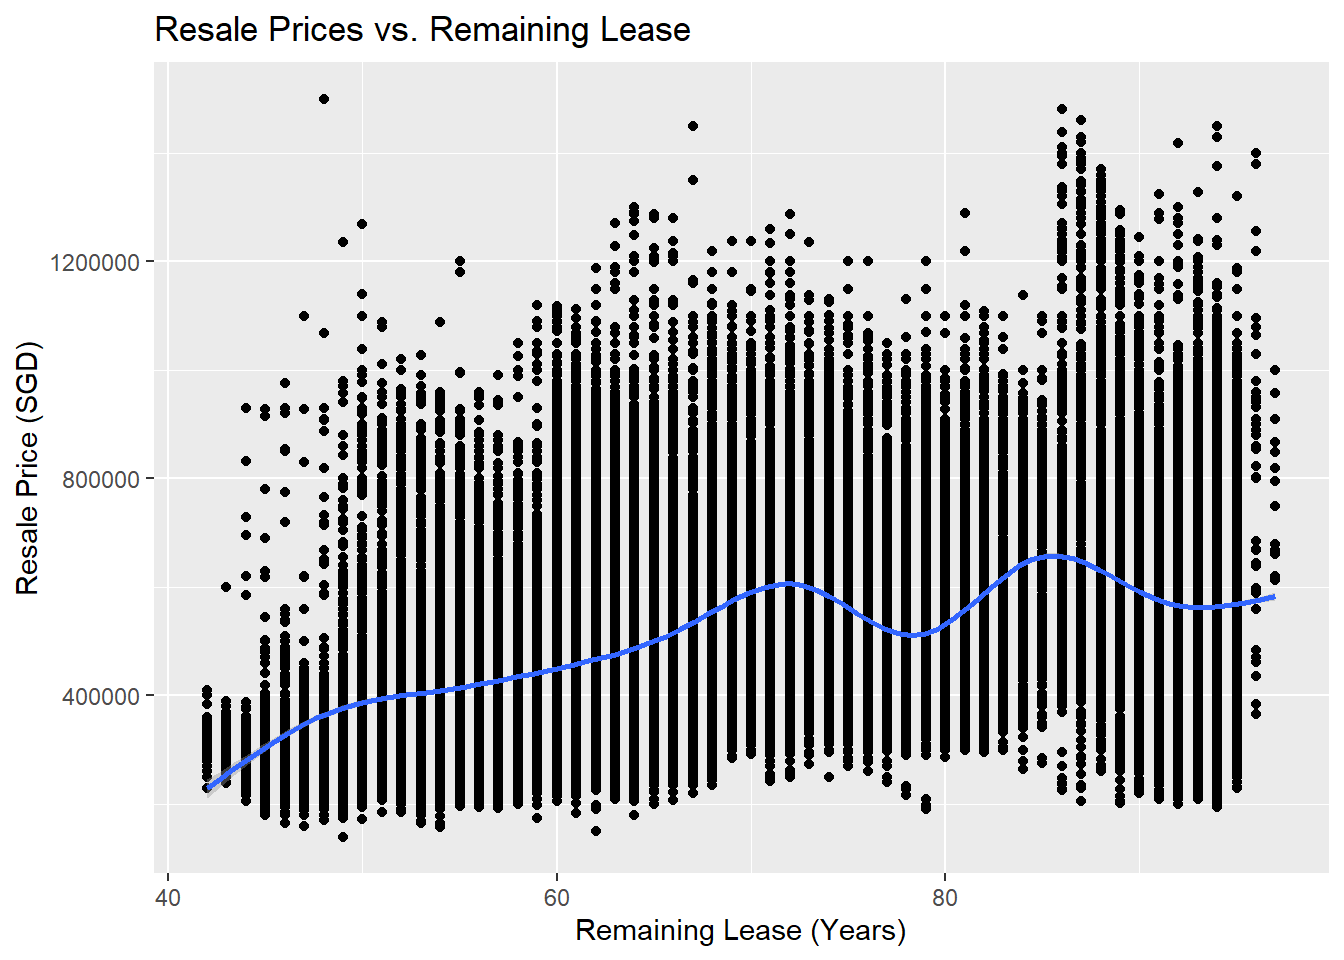 Resale Prices vs. Remaining Lease
Resale Price (SGD)
1200000
800000
400000
40
60
80
Remaining Lease (Years)